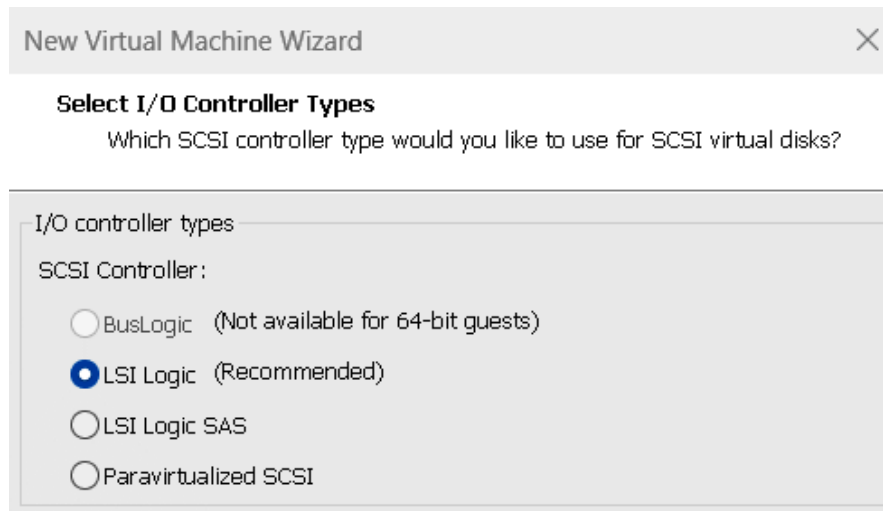 New Virtual Machine Wizard
Select I/O Controller Types
Which SCSI controller type would you like to use for SCSI virtual disks?
I/O controller types
SCSI Controller:
BusLogic (Not available for 64-bit guests)
LSI Logic (Recommended)
LSI Logic SAS
Paravirtualized SCSI